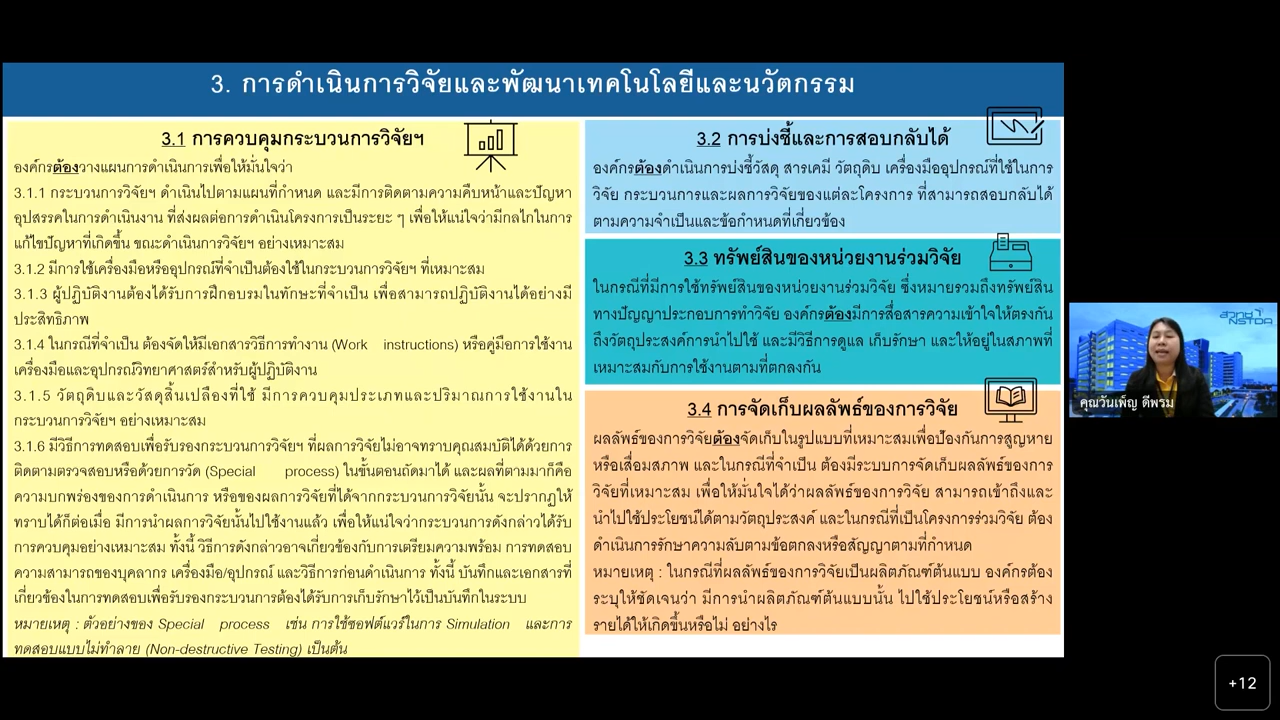 3. การดำเนินการวิจัยและพัฒนาเทคโนโลยีและนวัตกรรม
3.1 การควบคุมกระบวนการวิจัยฯ
องค์กรต้องวางแผนการดำเนินการเพื่อให้มั่นใจว่า
3.1.1 กระบวนการวิจัยฯ ดำเนินไปตามแผนที่กำหนด และมีการติดตามความคืบหน้าและปัญหา
อุปสรรคในการดำเนินงาน ที่ส่งผลต่อการดำเนินโครงการเป็นระยะ ๆ เพื่อให้แน่ใจว่ามีกลไกในการ
แก้ไขปัญหาที่เกิดขึ้น ขณะดำเนินการวิจัยฯ อย่างเหมาะสม
3.1.2 มีการใช้เครื่องมือหรืออุปกรณ์ที่จำเป็นต้องใช้ในกระบวนการวิจัยฯ ที่เหมาะสม
3.1.3 ผู้ปฏิบัติงานต้องได้รับการฝึกอบรมในทักษะที่จำเป็น เพื่อสามารถปฏิบัติงานได้อย่างมี
ประสิทธิภาพ
3.1.4 ในกรณีที่จำเป็น ต้องจัดให้มีเอกสารวิธีการทำงาน (Work instructions) หรือคู่มือการใช้งาน
เครื่องมือและอุปกรณ์วิทยาศาสตร์สำหรับผู้ปฏิบัติงาน
3.1.5 วัตถุดิบและวัสดุสิ้นเปลืองที่ใช้ มีการควบคุมประเภทและปริมาณการใช้งานใน
กระบวนการวิจัยฯ อย่างเหมาะสม
3.1.6 มีวิธีการทดสอบเพื่อรับรองกระบวนการวิจัยฯ ที่ผลการวิจัยไม่อาจทราบคุณสมบัติได้ด้วยการ
ติดตามตรวจสอบหรือด้วยการวัด (Special process) ในขั้นตอนถัดมาได้ และผลที่ตามมาก็คือ
ความบกพร่องของการดำเนินการ หรือของผลการวิจัยที่ได้จากกระบวนการวิจัยนั้น จะปรากฏให้
ทราบได้ก็ต่อเมื่อ มีการนำผลการวิจัยนั้นไปใช้งานแล้ว เพื่อให้แน่ใจว่ากระบวนการดังกล่าวได้รับ
การควบคุมอย่างเหมาะสม ทั้งนี้ วิธีการดังกล่าวอาจเกี่ยวข้องกับการเตรียมความพร้อม การทดสอบ
ความสามารถของบุคลากร เครื่องมือ/อุปกรณ์ และวิธีการก่อนดำเนินการ ทั้งนี้ บันทึกและเอกสารที่
เกี่ยวข้องในการทดสอบเพื่อรับรองกระบวนการต้องได้รับการเก็บรักษาไว้เป็นบันทึกในระบบ
หมายเหตุ : ตัวอย่างของ Special process เช่น การใช้ซอฟต์แวร์ในการ Simulation และการ
ทดสอบแบบไม่ทำลาย (Non-destructive Testing) เป็นต้น
3.2 การบ่งชี้และการสอบกลับได้
องค์กรต้องดำเนินการบ่งชี้วัสดุ สารเคมี วัตถุดิบ เครื่องมืออุปกรณ์ที่ใช้ในการ
วิจัย กระบวนการและผลการวิจัยของแต่ละโครงการ ที่สามารถสอบกลับได้
ตามความจำเป็นและข้อกำหนดที่เกี่ยวข้อง
3.3 ทรัพย์สินของหน่วยงานร่วมวิจัย
ในกรณีที่มีการใช้ทรัพย์สินของหน่วยงานร่วมวิจัย ซึ่งหมายรวมถึงทรัพย์สิน
ทางปัญญาประกอบการทำวิจัย องค์กรต้องมีการสื่อสารความเข้าใจให้ตรงกัน
ถึงวัตถุประสงค์การนำไปใช้ และมีวิธีการดูแล เก็บรักษา และให้อยู่ในสภาพที่
เหมาะสมกับการใช้งานตามที่ตกลงกัน
3.4 การจัดเก็บผลลัพธ์ของการวิจัย
ผลลัพธ์ของการวิจัยต้องจัดเก็บในรูปแบบที่เหมาะสมเพื่อป้องกันการสูญหาย
หรือเสื่อมสภาพ และในกรณีที่จำเป็น ต้องมีระบบการจัดเก็บผลลัพธ์ของการ
วิจัยที่เหมาะสม เพื่อให้มั่นใจได้ว่าผลลัพธ์ของการวิจัย สามารถเข้าถึงและ
นำไปใช้ประโยชน์ได้ตามวัตถุประสงค์ และในกรณีที่เป็นโครงการร่วมวิจัย ต้อง
ดำเนินการรักษาความลับตามข้อตกลงหรือสัญญาตามที่กำหนด
หมายเหตุ : ในกรณีที่ผลลัพธ์ของการวิจัยเป็นผลิตภัณฑ์ต้นแบบ องค์กรต้อง
ระบุให้ชัดเจนว่า มีการนำผลิตภัณฑ์ต้นแบบนั้น ไปใช้ประโยชน์หรือสร้าง
รายได้ให้เกิดขึ้นหรือไม่ อย่างไร
สวทช
NSTDA
คุณวันเพ็ญ ดีพรม
+12